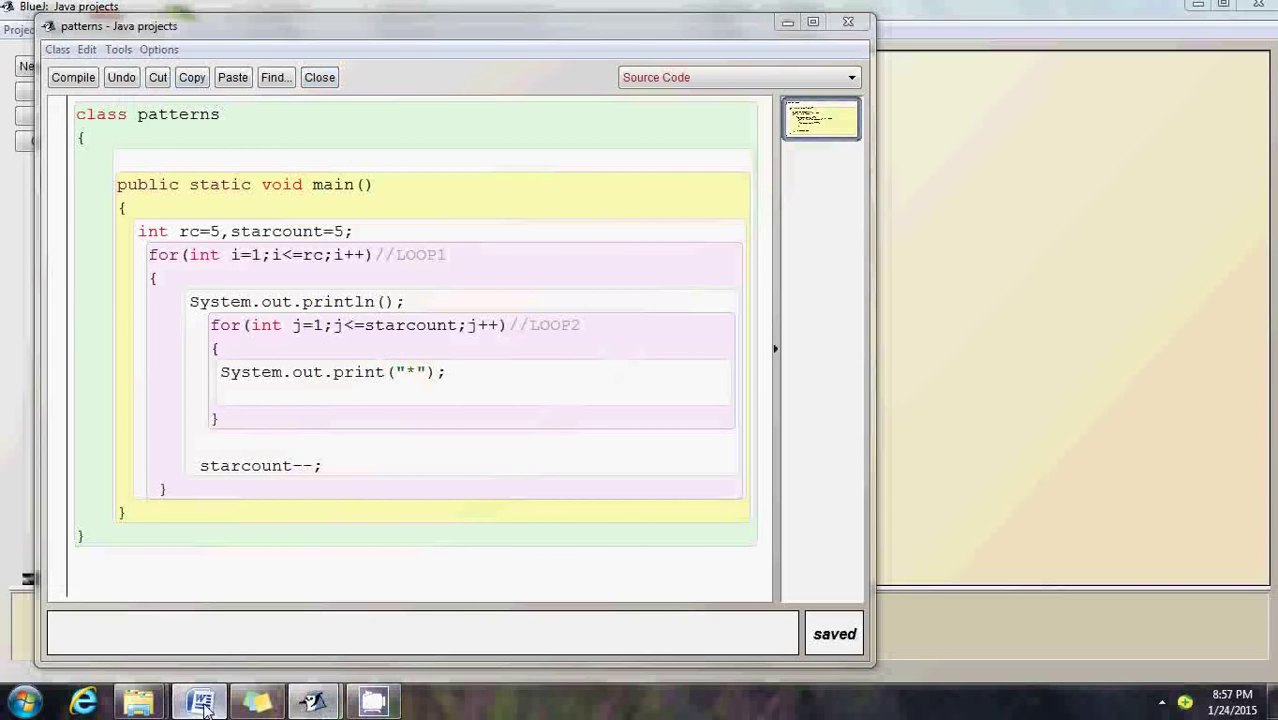 BlueJ: Java projects
patterns - Java projects
Class Edit Tools Options
Compile Undo Cut Copy Paste Find... Close Source Code
class patterns
{
public static void main()
{
int rc=5,starcount=5;
for(int i=1;i<=rc;i++)//LOOP1
{
System.out.println();
for(int j=1;j<=starcount;j++)//LOOP2
{
System.out.print("*");
}
starcount--;
}
}
}
saved
8:57 PM
1/24/2015